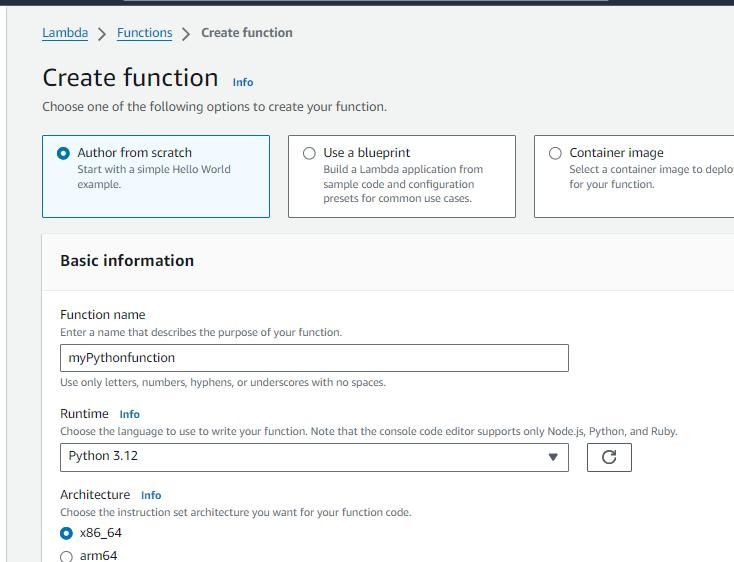 Lambda > Functions > Create function
Create function Info
Choose one of the following options to create your function.
Author from scratch
Start with a simple Hello World
example.
Use a blueprint
Build a Lambda application from
sample code and configuration
presets for common use cases.
Container image
Select a container image to deplo
for your function.
Basic information
Function name
Enter a name that describes the purpose of your function.
myPythonfunction
Use only letters, numbers, hyphens, or underscores with no spaces.
Runtime Info
Choose the language to use to write your function. Note that the console code editor supports only Node.js, Python, and Ruby.
Python 3.12
Architecture Info
Choose the instruction set architecture you want for your function code.
x86_64
arm64